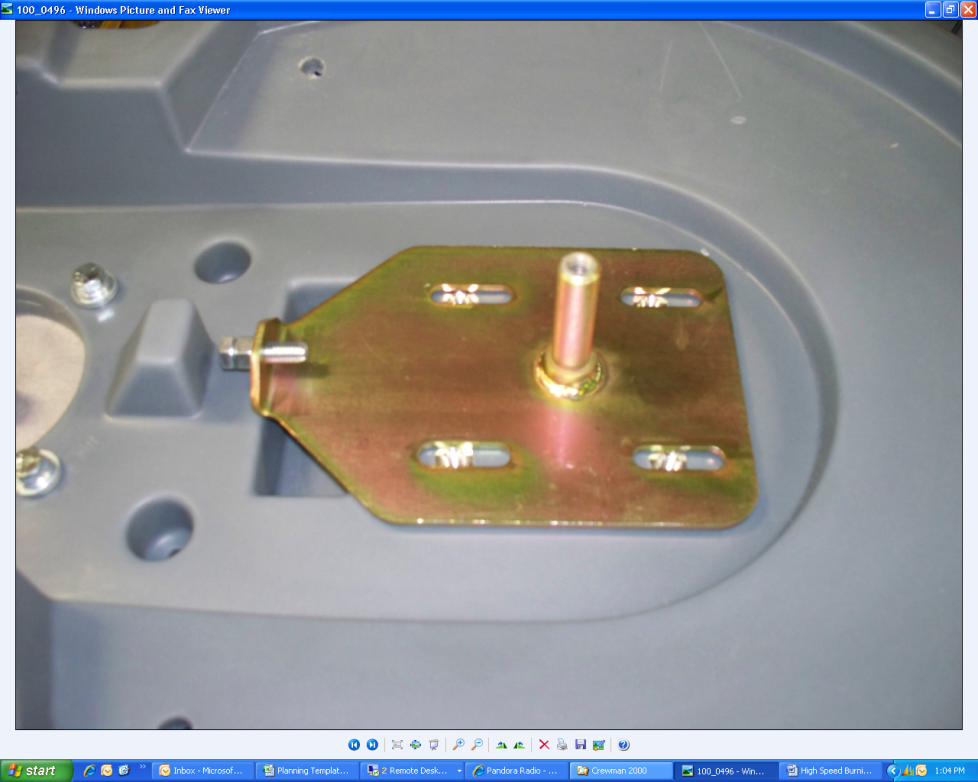 100_0496 - Windows Picture and Fax Viewer
start
Inbox - Microsof...
Planning Templat...
2 Remote Desk...
Pandora Radio - ...
Crewman 2000
100_0496 - Win...
High Speed Burni...
1:04 PM